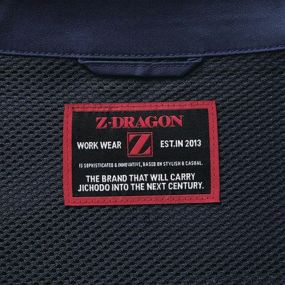 Z-DRAGON
WORK WEAR Z EST.IN 2013
IS SOPHISTICATED & INNOVATIVE, BASED ON STYLISH & CASUAL.
THE BRAND THAT WILL CARRY
JICHODO INTO THE NEXT CENTURY.